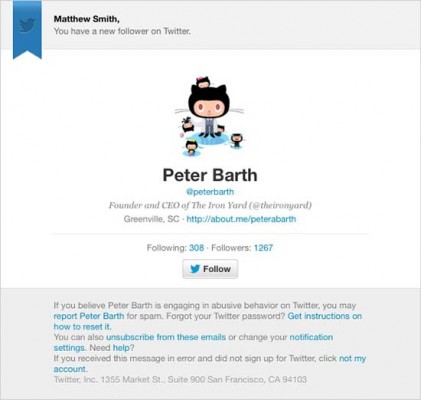 Matthew Smith,
You have a new follower on Twitter.
Peter Barth
@peterbarth
Founder and CEO of The Iron Yard (@theironyard)
Greenville, SC · http://about.me/peterabarth
Following: 308 · Followers: 1267
Follow
If you believe Peter Barth is engaging in abusive behavior on Twitter, you may
report Peter Barth for spam. Forgot your Twitter password? Get instructions on
how to reset it.
You can also unsubscribe from these emails or change your notification
settings. Need help?
If you received this message in error and did not sign up for Twitter, click not my
account.
Twitter, Inc. 1355 Market St., Suite 900 San Francisco, CA 94103